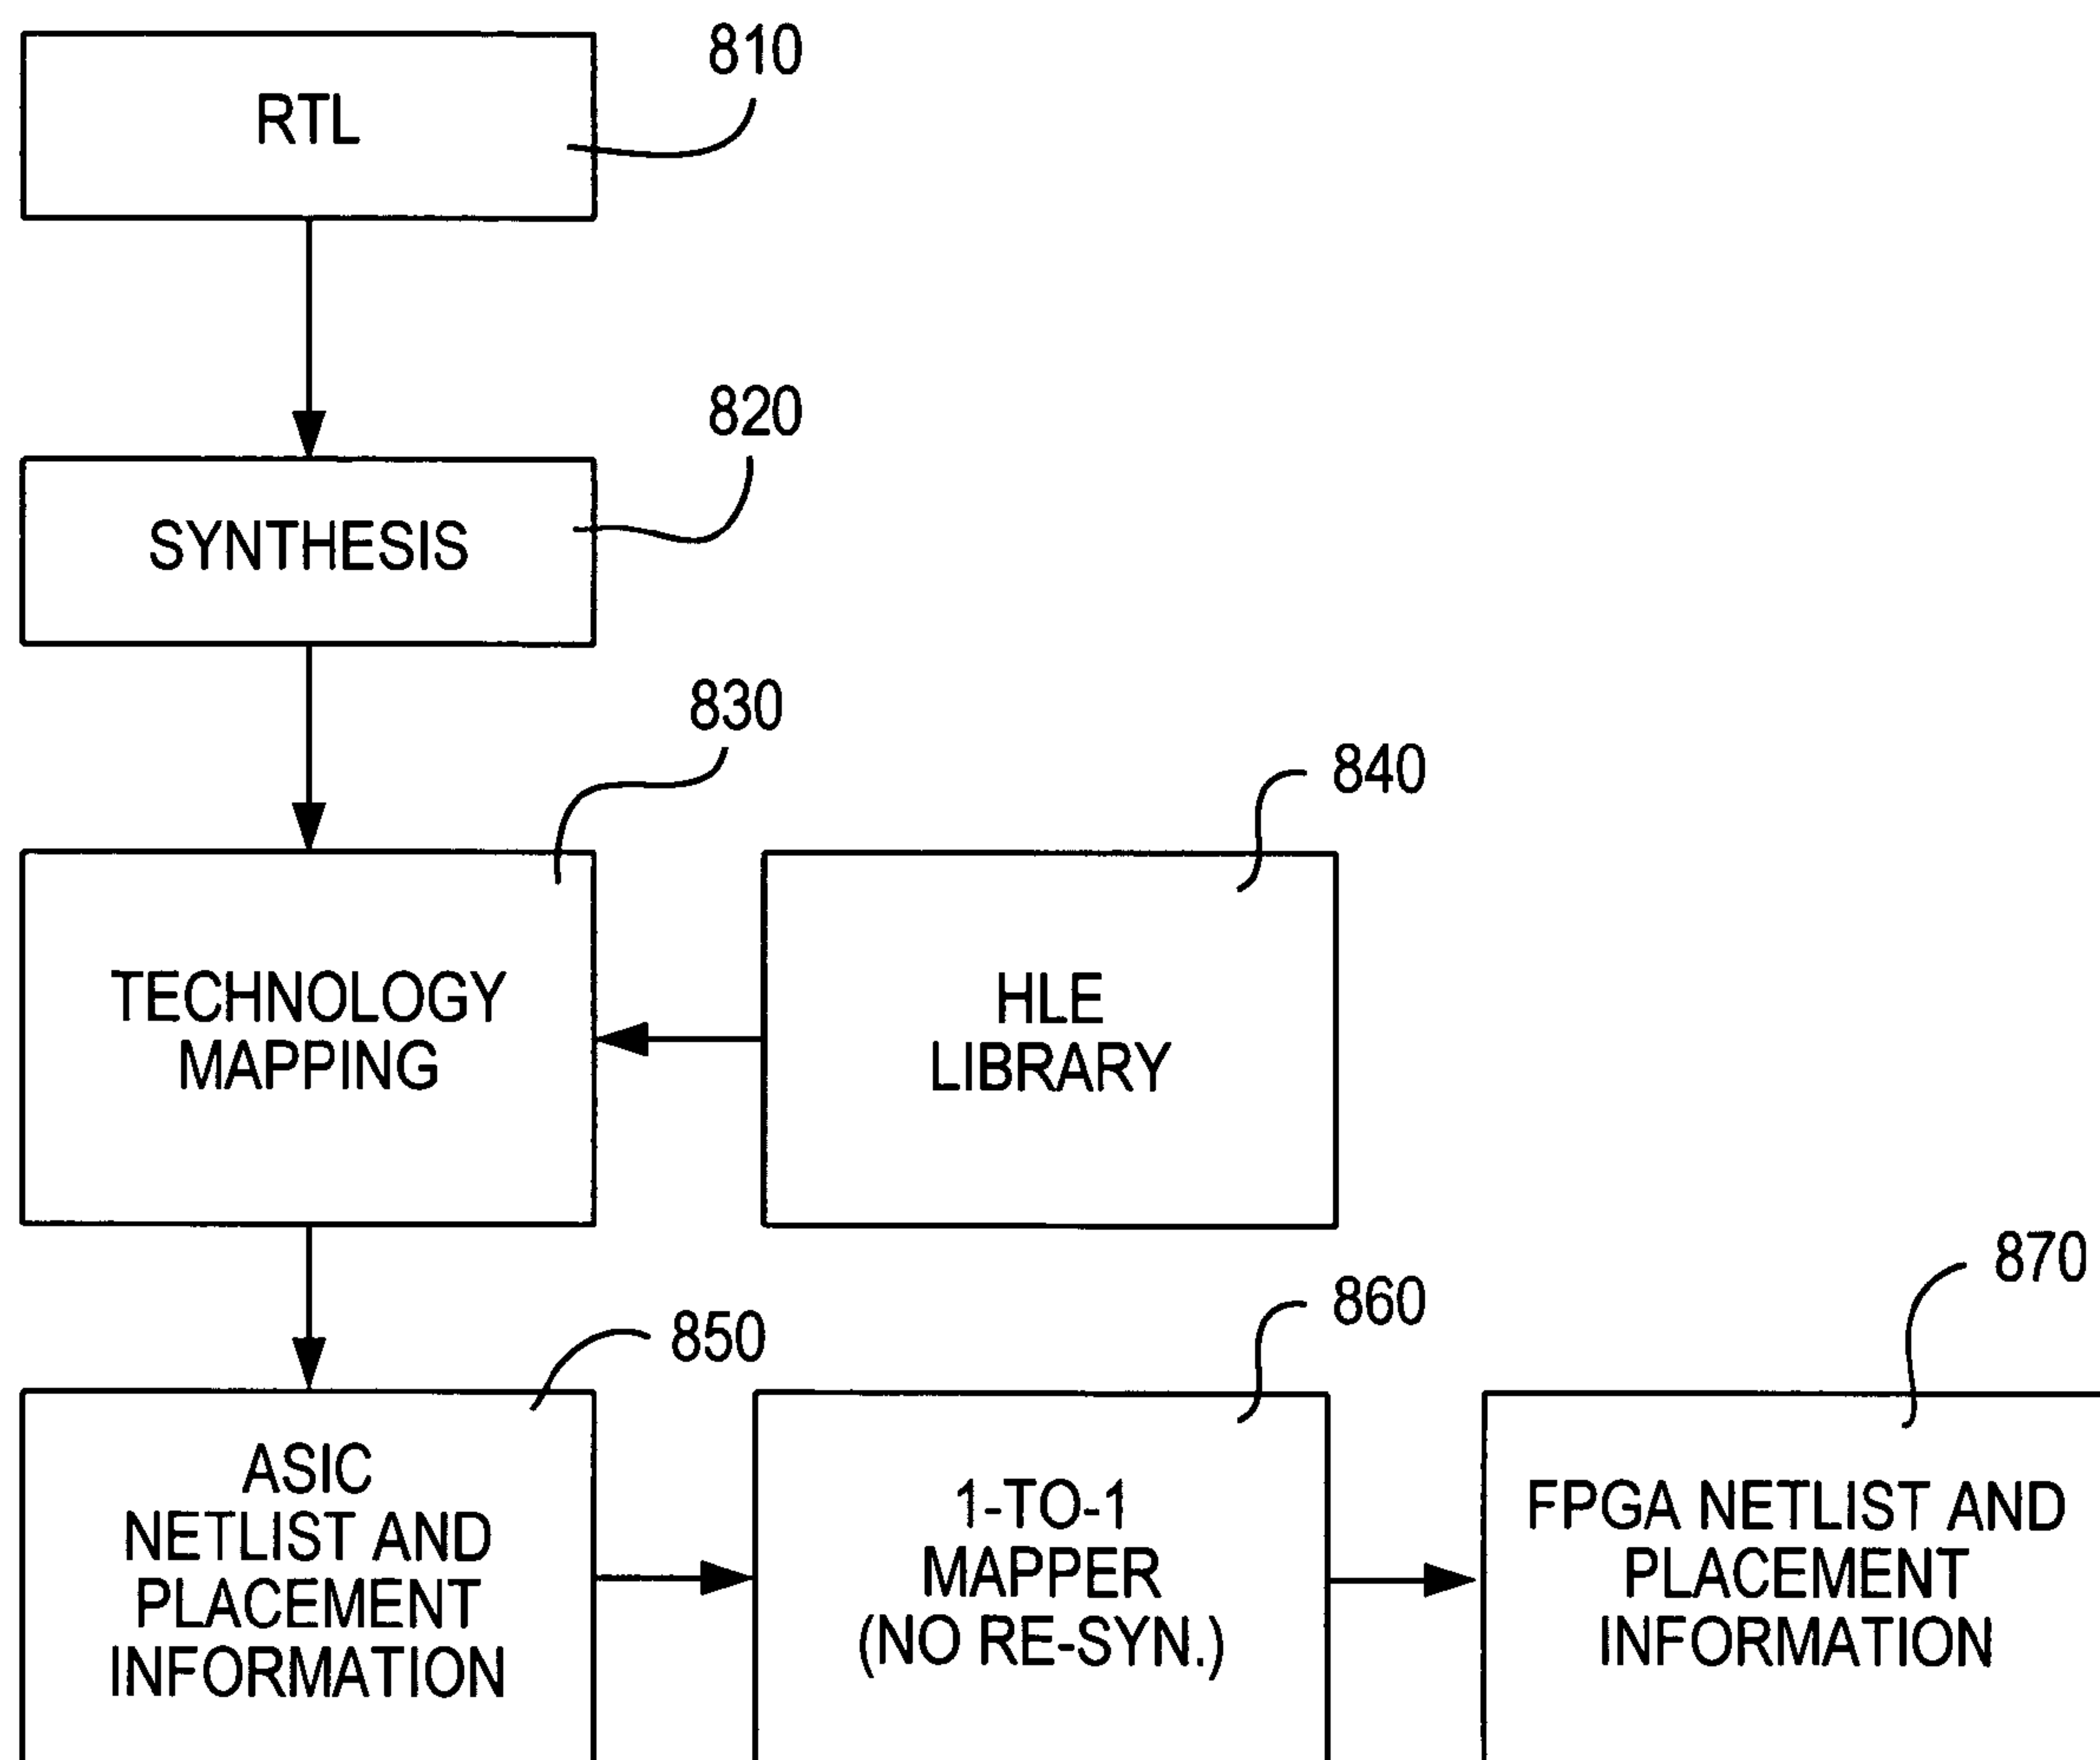 810
RTL
820
SYNTHESIS
830
840
TECHNOLOGY
MAPPING
HLE
LIBRARY
850
860
870
ASIC
NETLIST AND
PLACEMENT
INFORMATION
1-TO-1
MAPPER
(NO RE-SYN.)
FPGA NETLIST AND
PLACEMENT
INFORMATION